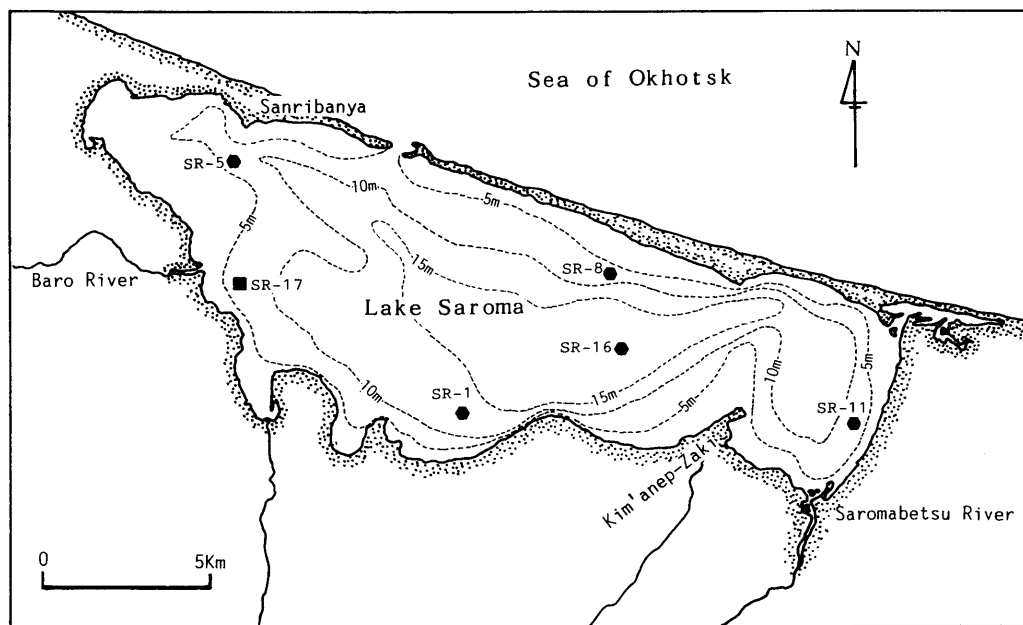 N
Sea of Okhotsk
Sanribanya
SR-5
10m
5m
5m
15m
SR-8
Baro River
SR-17
Lake Saroma
SR-16
5m
10m
SR-1
15m
10m
5m
SR-11
Kim'anep-Zaki
Saromabetsu River
0
5Km